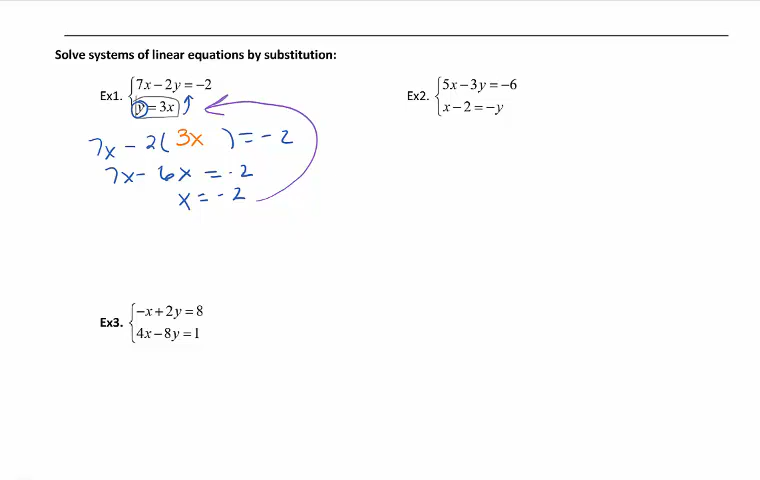 Solve systems of linear equations by substitution:
Ex1. 7x − 2y = −2
y = 3x
7x − 2( 3x ) = − 2
7x − 6x = -2
x = -2
Ex2. 5x − 3y = −6
x − 2 = −y
Ex3. −x + 2y = 8
4x − 8y = 1